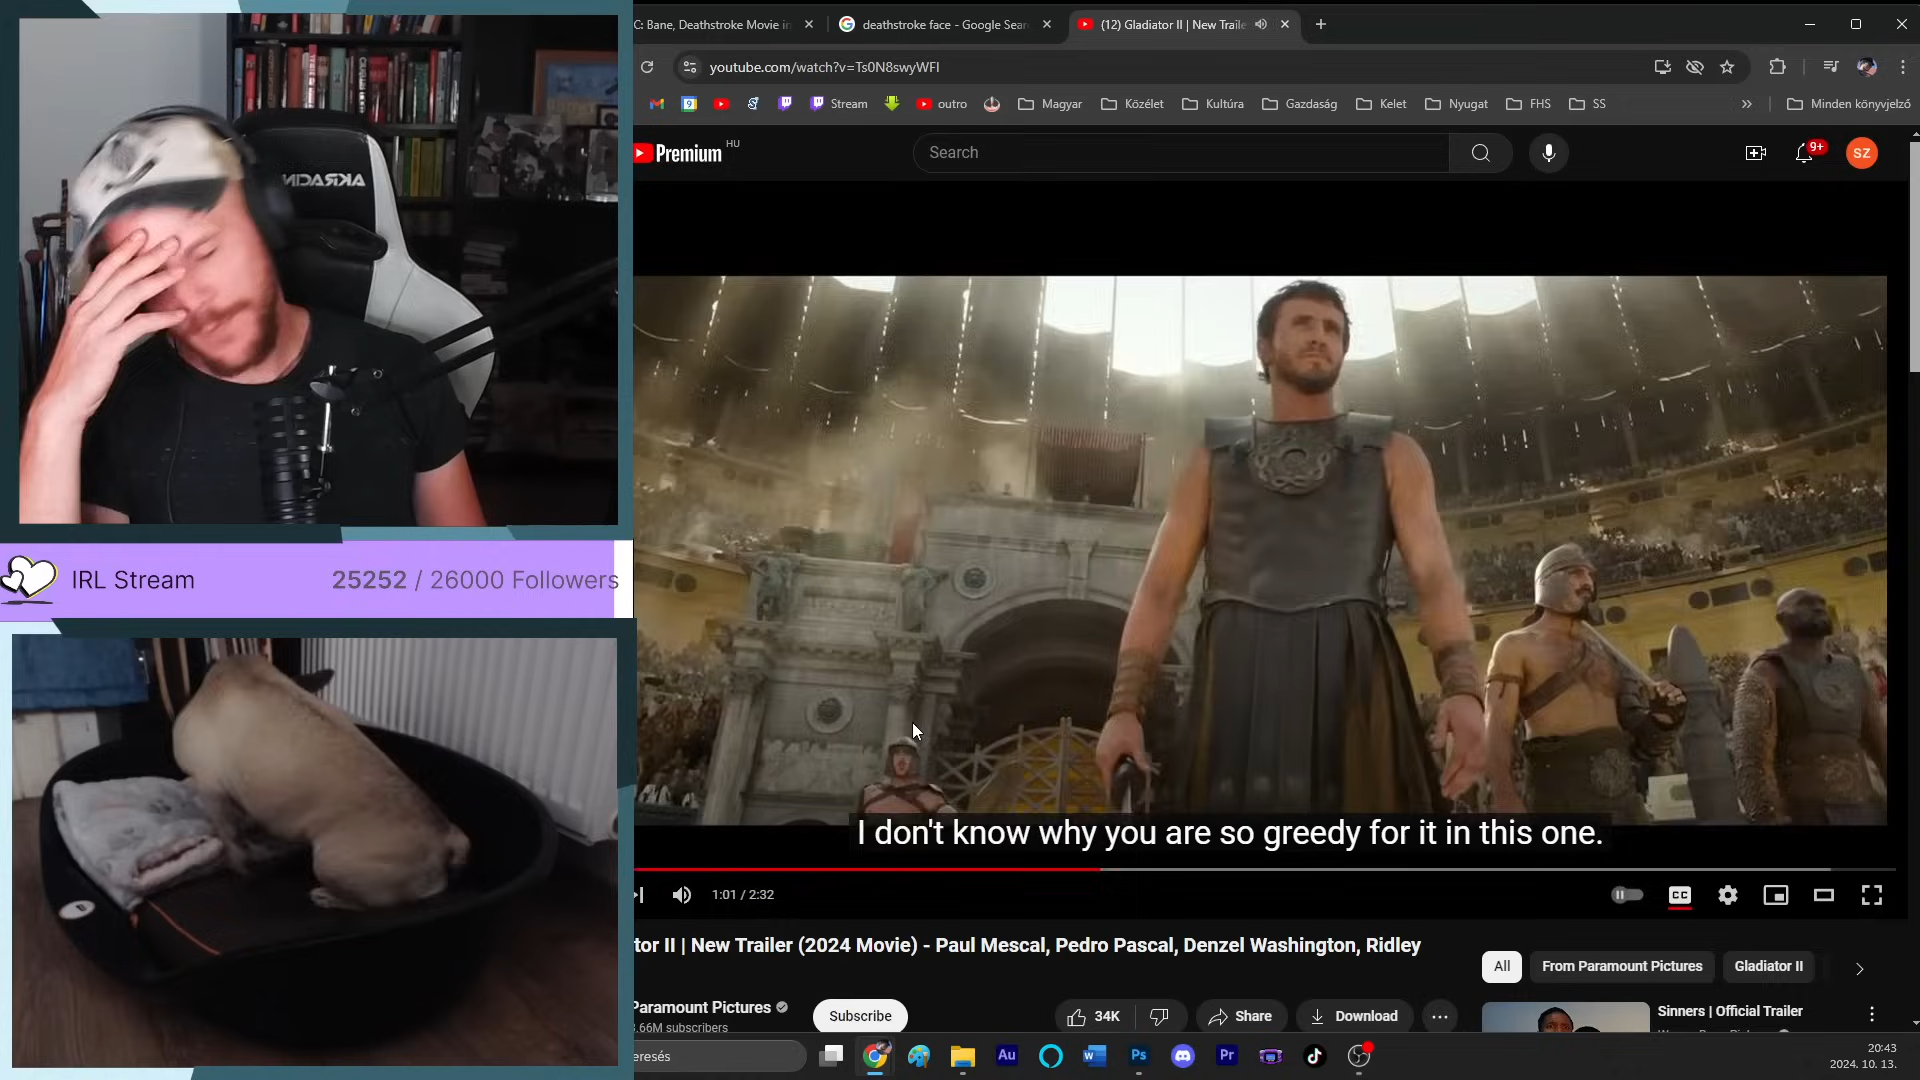 C: Bane, Deathstroke Movie in
deathstroke face - Google Sear
(12) Gladiator II | New Traile
youtube.com/watch?v=Ts0N8swyWFI
Stream
outro
Magyar
Közélet
Kultúra
Gazdaság
Kelet
Nyugat
FHS
SS
»
Minden könyvjelző
Premium HU
Search
9+
SZ
AKRACING
IRL Stream
25252 / 26000 Followers
I don't know why you are so greedy for it in this one.
1:01 / 2:32
CC
tor II | New Trailer (2024 Movie) - Paul Mescal, Pedro Pascal, Denzel Washington, Ridley
All
From Paramount Pictures
Gladiator II
Paramount Pictures
.66M subscribers
Subscribe
34K
Share
Download
Sinners | Official Trailer
eresés
Au
W
Ps
Pr
20:43
2024. 10. 13.